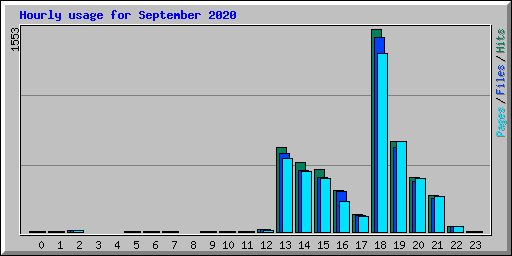 Hourly usage for September 2020
1553
Pages/Files/Hits
0 1 2 3 4 5 6 7 8 9 10 11 12 13 14 15 16 17 18 19 20 21 22 23